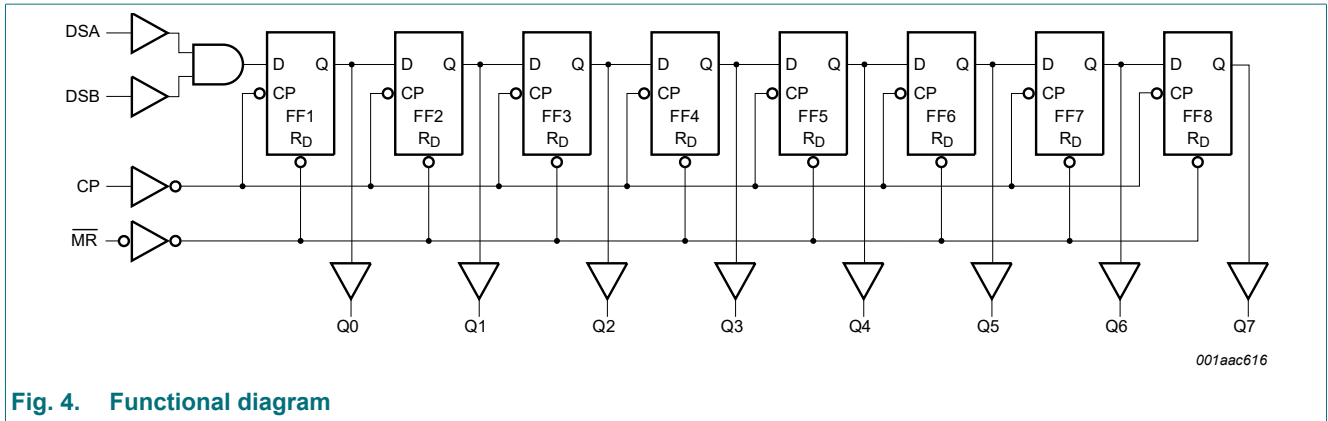 DSA
DSB
CP
MR
D Q D Q D Q D Q D Q D Q D Q D Q
CP CP CP CP CP CP CP CP
FF1 FF2 FF3 FF4 FF5 FF6 FF7 FF8
RD RD RD RD RD RD RD RD
Q0 Q1 Q2 Q3 Q4 Q5 Q6 Q7
001aac616
Fig. 4. Functional diagram